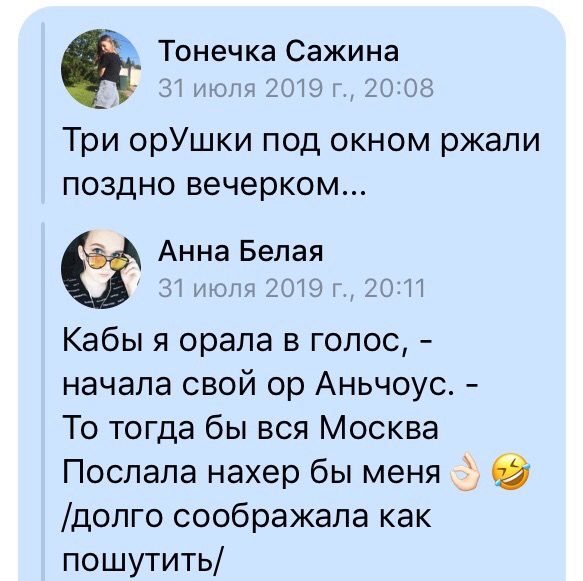 Тонечка Сажина
31 июля 2019 г., 20:08
Три орУшки под окном ржали
поздно вечерком...
Анна Белая
31 июля 2019 г., 20:11
Кабы я орала в голос, -
начала свой ор Аньчоус. -
То тогда бы вся Москва
Послала нахер бы меня👌🏻🤣
/долго соображала как
пошутить/